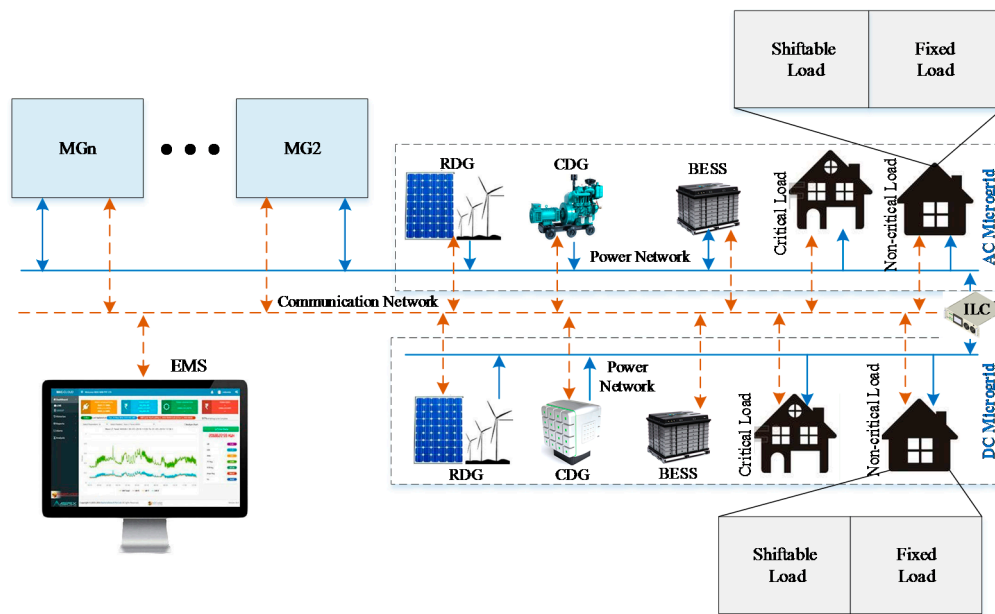 Shiftable
Load
Fixed
Load
MGn
MG2
RDG
CDG
BESS
Critical Load
Non-critical Load
AC Microgrid
Power Network
Communication Network
ILC
EMS
Power
Network
RDG
CDG
BESS
Critical Load
Non-critical Load
DC Microgrid
Shiftable
Load
Fixed
Load